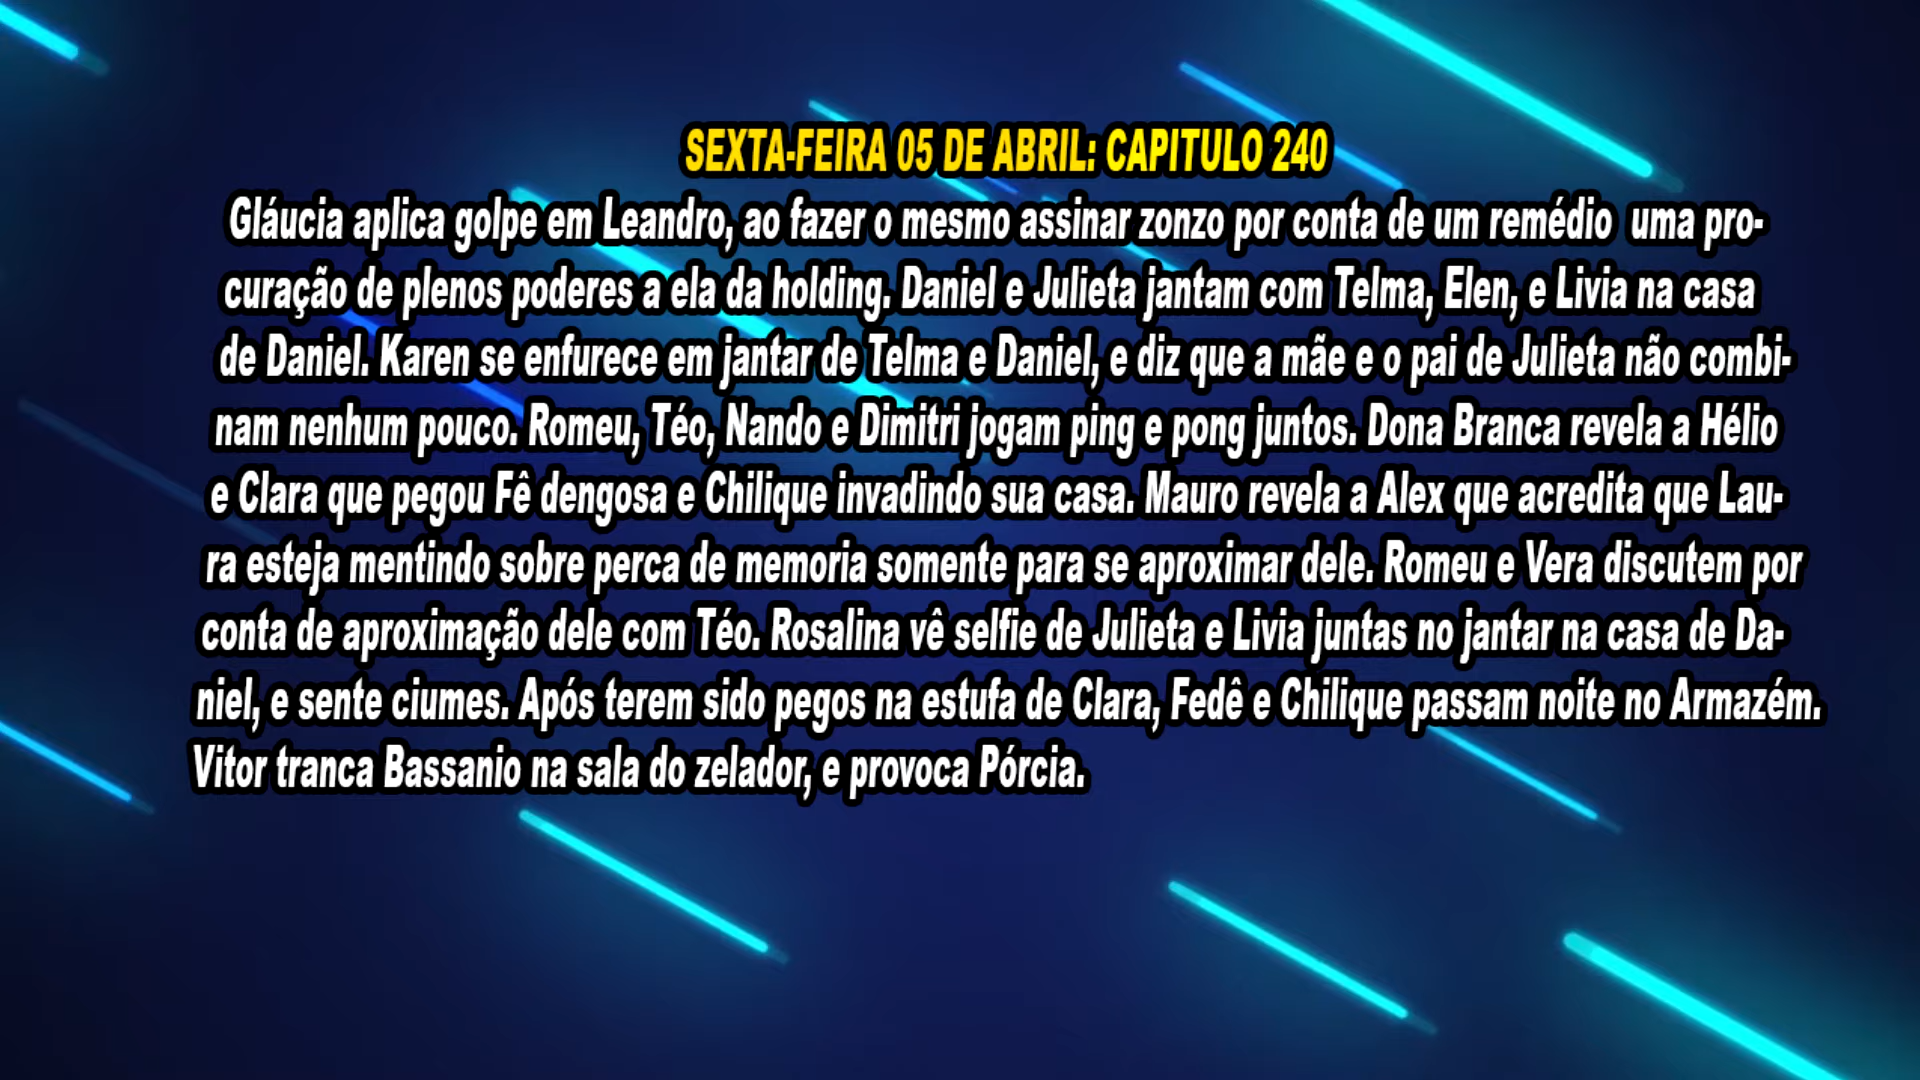 SEXTA-FEIRA 05 DE ABRIL: CAPITULO 240
Gláucia aplica golpe em Leandro, ao fazer o mesmo assinar zonzo por conta de um remédio  uma pro-
curação de plenos poderes a ela da holding. Daniel e Julieta jantam com Telma, Elen, e Livia na casa
de Daniel. Karen se enfurece em jantar de Telma e Daniel, e diz que a mãe e o pai de Julieta não combi-
nam nenhum pouco. Romeu, Téo, Nando e Dimitri jogam ping e pong juntos. Dona Branca revela a Hélio
e Clara que pegou Fê dengosa e Chilique invadindo sua casa. Mauro revela a Alex que acredita que Lau-
ra esteja mentindo sobre perca de memoria somente para se aproximar dele. Romeu e Vera discutem por
conta de aproximação dele com Téo. Rosalina vê selfie de Julieta e Livia juntas no jantar na casa de Da-
niel, e sente ciumes. Após terem sido pegos na estufa de Clara, Fedê e Chilique passam noite no Armazém.
Vitor tranca Bassanio na sala do zelador, e provoca Pórcia.